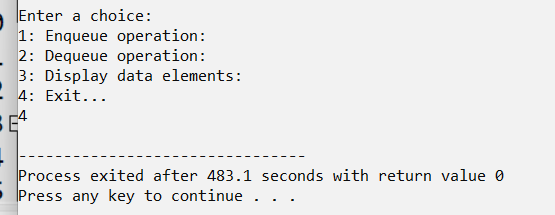 Enter a choice:
1: Enqueue operation:
2: Dequeue operation:
3: Display data elements:
4: Exit...
4
--------------------------------
Process exited after 483.1 seconds with return value 0
Press any key to continue . . .